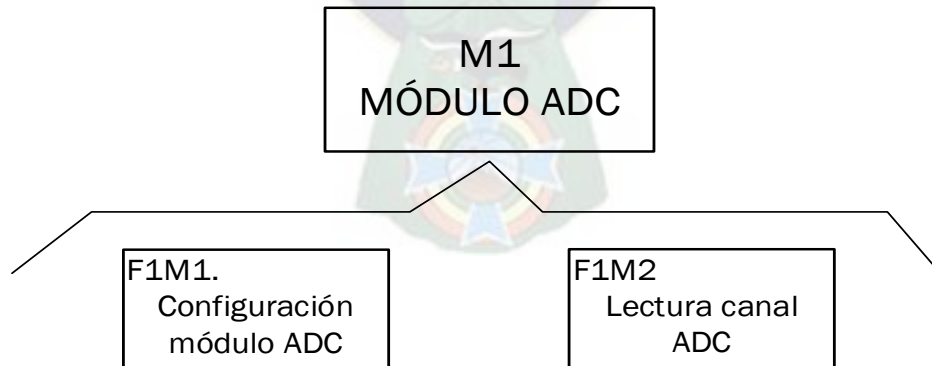 M1
MÓDULO ADC
F1M1.
Configuración
módulo ADC
F1M2
Lectura canal
ADC